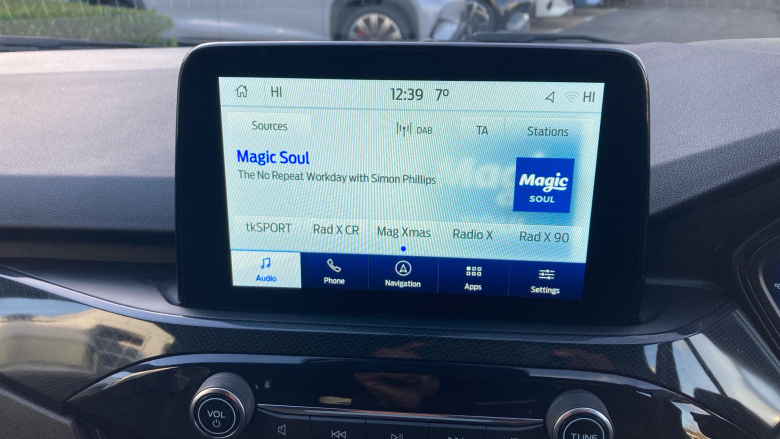 HI 12:39 7° HI
Sources DAB TA Stations
Magic Soul
The No Repeat Workday with Simon Phillips
Magic
SOUL
tkSPORT Rad X CR Mag Xmas Radio X Rad X 90
Audio Phone Navigation Apps Settings
VOL TUNE